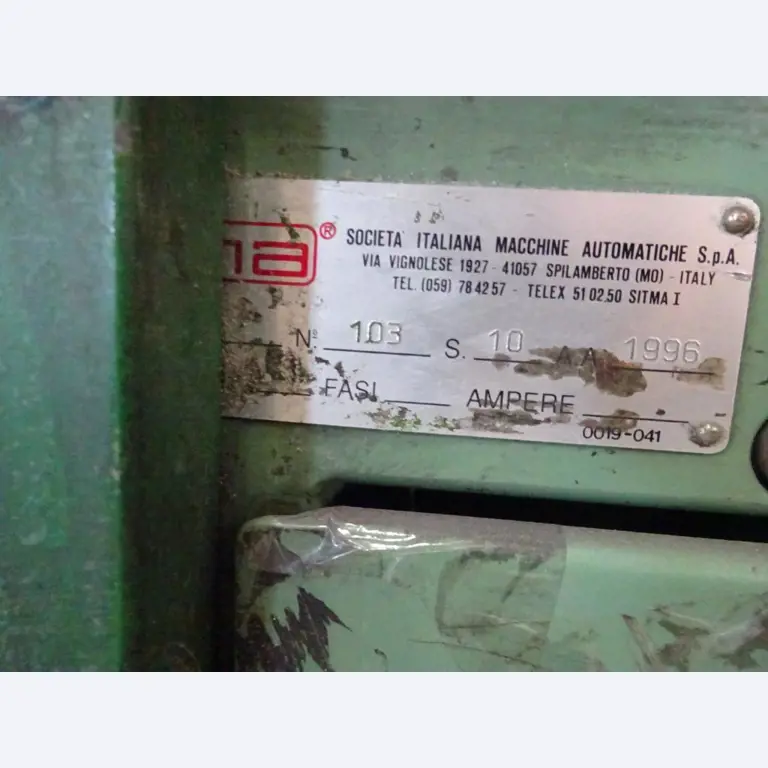 na®
SOCIETA' ITALIANA MACCHINE AUTOMATICHE S.p.A.
VIA VIGNOLESE 1927 - 41057 SPILAMBERTO (MO) - ITALY
TEL. (059) 78 42 57 - TELEX 51 02.50 SITMA I
N° 103 S. 10 A.A. 1996
FASI AMPERE
0019-041